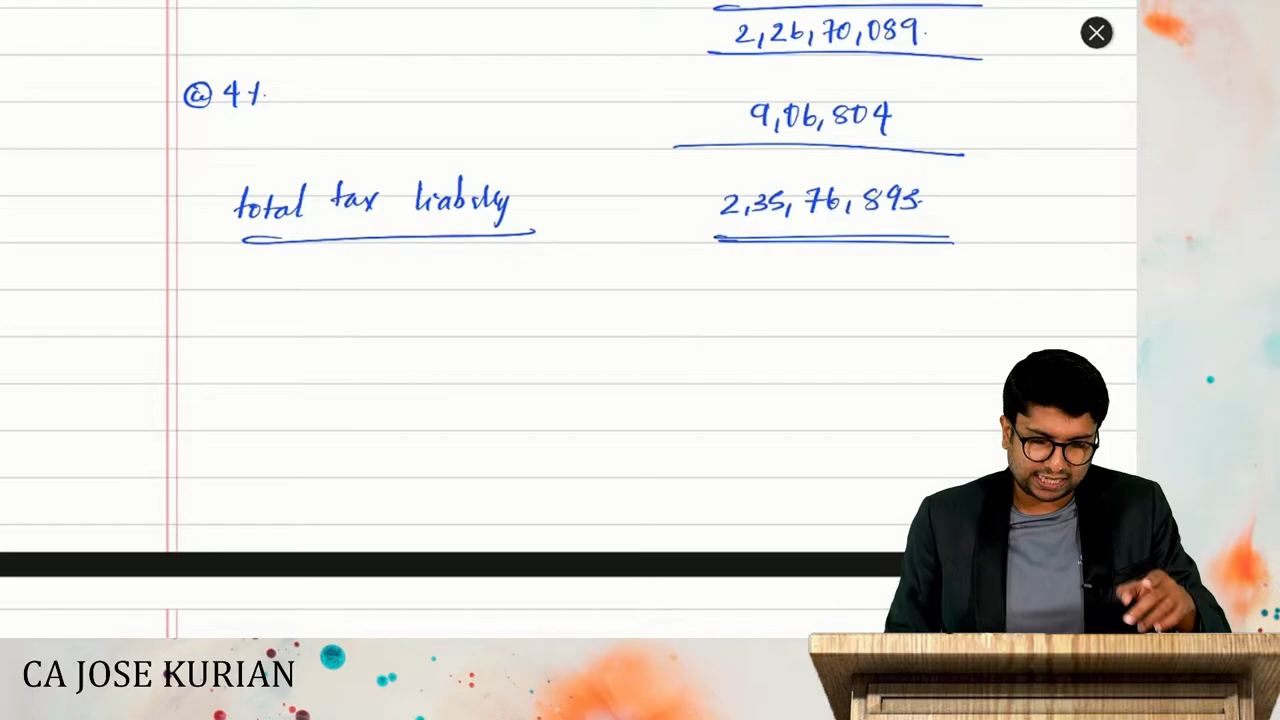 2,26,70,089.
@ 4%.
9,06,804
total tax liability 2,35,76,893.
CA JOSE KURIAN